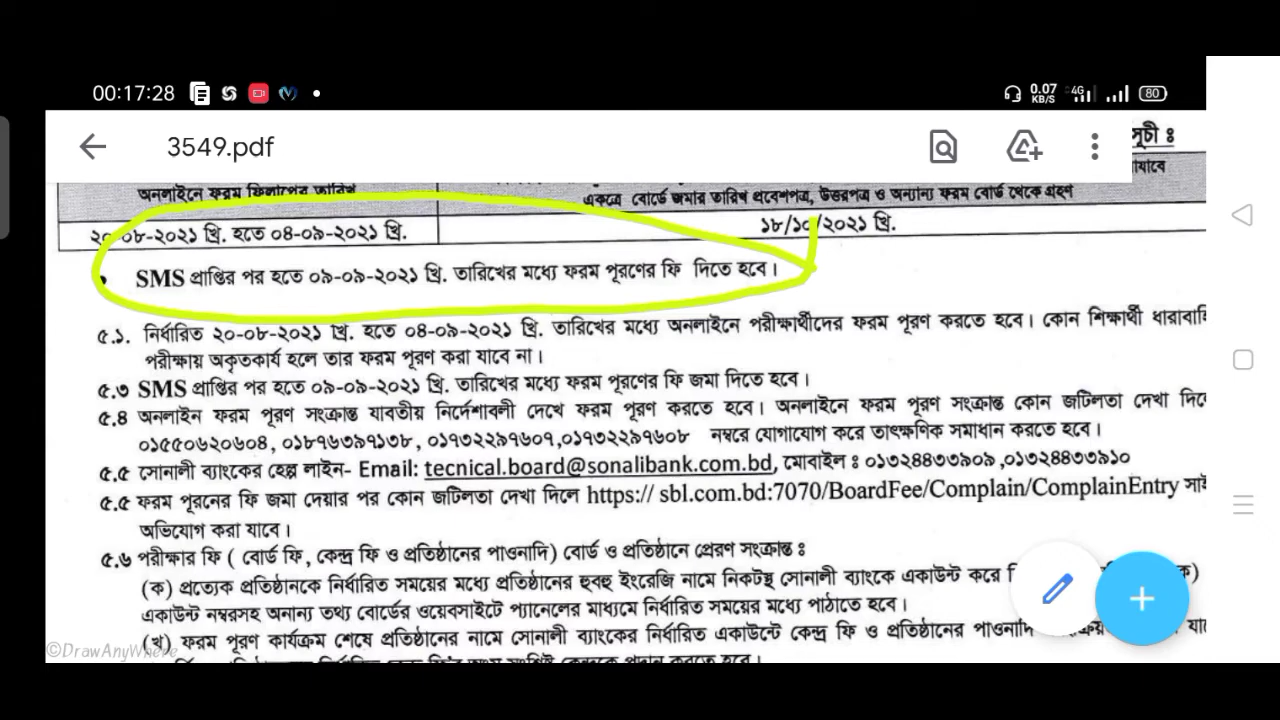 00:17:28
0.07 KB/S 4G 80
3549.pdf
সূচী ঃ
অনলাইনে ফরম ফিলাপের তারিখ
যাবে
একত্রে বোর্ডে জমার তারিখ প্রবেশপত্র, উত্তরপত্র ও অন্যান্য ফরম বোর্ড থেকে গ্রহণ
২০-০৮-২০২১ খ্রি. হতে ০৪-০৯-২০২১ খ্রি.
১৮/১০/২০২১ খ্রি.
SMS প্রাপ্তির পর হতে ০৯-০৯-২০২১ খ্রি. তারিখের মধ্যে ফরম পূরণের ফি দিতে হবে।
৫.১. নির্ধারিত ২০-০৮-২০২১ খ্রি. হতে ০৪-০৯-২০২১ খ্রি. তারিখের মধ্যে অনলাইনে পরীক্ষার্থীদের ফরম পূরণ করতে হবে। কোন শিক্ষার্থী ধারাবাহি
পরীক্ষায় অকৃতকার্য হলে তার ফরম পূরণ করা যাবে না।
৫.৩ SMS প্রাপ্তির পর হতে ০৯-০৯-২০২১ খ্রি. তারিখের মধ্যে ফরম পূরণের ফি জমা দিতে হবে।
৫.৪ অনলাইন ফরম পূরণ সংক্রান্ত যাবতীয় নির্দেশাবলী দেখে ফরম পূরণ করতে হবে। অনলাইনে ফরম পূরণ সংক্রান্ত কোন জটিলতা দেখা দিলে
০১৫৫০৬২০৬০৪, ০১৮৭৬৩৯৭১৩৮, ০১৭৩২২৯৭৬০৭,০১৭৩২২৯৭৬০৮ নম্বরে যোগাযোগ করে তাৎক্ষণিক সমাধান করতে হবে।
৫.৫ সোনালী ব্যাংকের হেল্প লাইন- Email: tecnical.board@sonalibank.com.bd, মোবাইল ঃ ০১৩২৪৪৩৩৯০৯,০১৩২৪৪৩৩৯১০
৫.৫ ফরম পূরনের ফি জমা দেয়ার পর কোন জটিলতা দেখা দিলে https:// sbl.com.bd:7070/BoardFee/Complain/ComplainEntry সাই
অভিযোগ করা যাবে।
৫.৬ পরীক্ষার ফি ( বোর্ড ফি, কেন্দ্র ফি ও প্রতিষ্ঠানের পাওনাদি) বোর্ড ও প্রতিষ্ঠানে প্রেরণ সংক্রান্ত ঃ
(ক) প্রত্যেক প্রতিষ্ঠানকে নির্ধারিত সময়ের মধ্যে প্রতিষ্ঠানের হুবহু ইংরেজি নামে নিকটস্থ সোনালী ব্যাংকে একাউন্ট করে ক)
একাউন্ট নম্বরসহ অনান্য তথ্য বোর্ডের ওয়েবসাইটে প্যানেলের মাধ্যমে নির্ধারিত সময়ের মধ্যে পাঠাতে হবে।
(খ) ফরম পূরণ কার্যক্রম শেষে প্রতিষ্ঠানের নামে সোনালী ব্যাংকের নির্ধারিত একাউন্টে কেন্দ্র ফি ও প্রতিষ্ঠানের পাওনাদি
©DrawAnyWhere